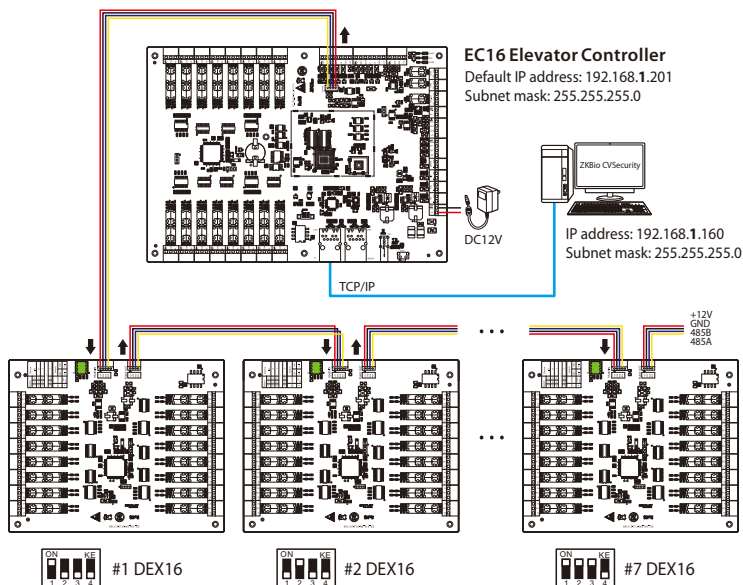 EC16 Elevator Controller
Default IP address: 192.168.1.201
Subnet mask: 255.255.255.0
ZKBio CVSecurity
DC12V
IP address: 192.168.1.160
Subnet mask: 255.255.255.0
TCP/IP
+12V
GND
485B
485A
ON KE
1 2 3 4
#1 DEX16
ON KE
1 2 3 4
#2 DEX16
ON KE
1 2 3 4
#7 DEX16